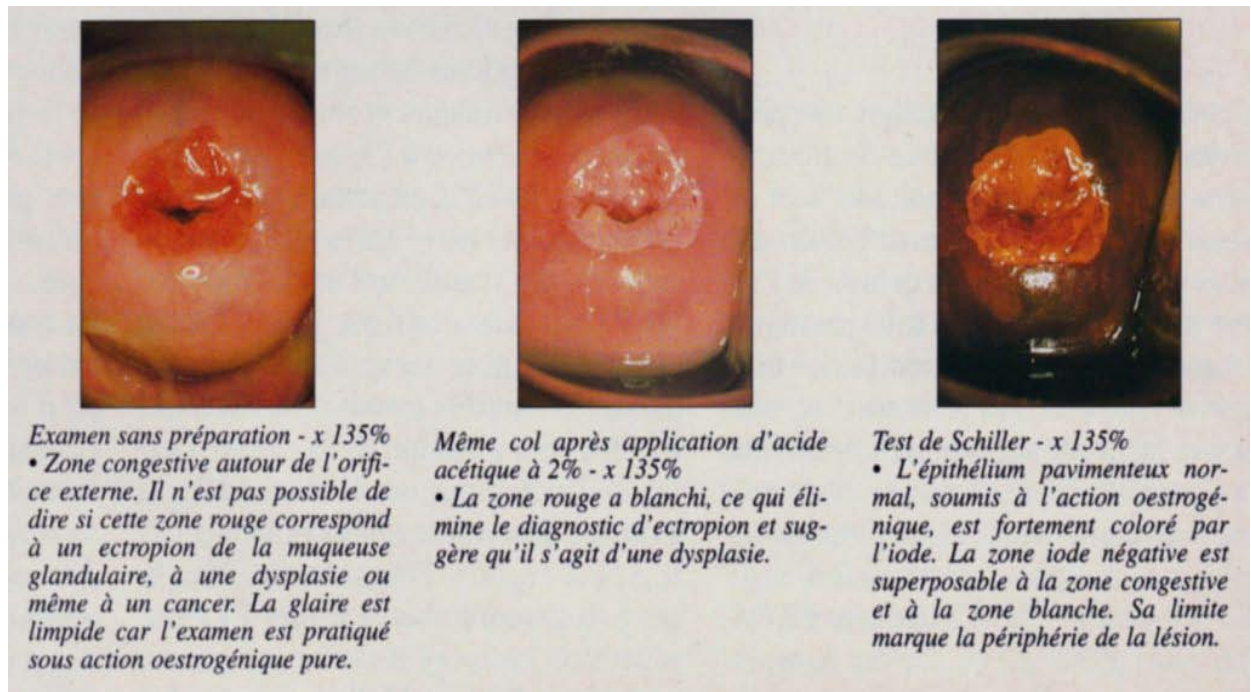 Examen sans préparation - x 135%
• Zone congestive autour de l'orifi-
ce externe. Il n'est pas possible de
dire si cette zone rouge correspond
à un ectropion de la muqueuse
glandulaire, à une dysplasie ou
même à un cancer. La glaire est
limpide car l'examen est pratiqué
sous action oestrogénique pure.
Même col après application d'acide
acétique à 2% - x 135%
• La zone rouge a blanchi, ce qui éli-
mine le diagnostic d'ectropion et sug-
gère qu'il s'agit d'une dysplasie.
Test de Schiller - x 135%
• L'épithélium pavimenteux nor-
mal, soumis à l'action oestrogé-
nique, est fortement coloré par
l'iode. La zone iode négative est
superposable à la zone congestive
et à la zone blanche. Sa limite
marque la périphérie de la lésion.